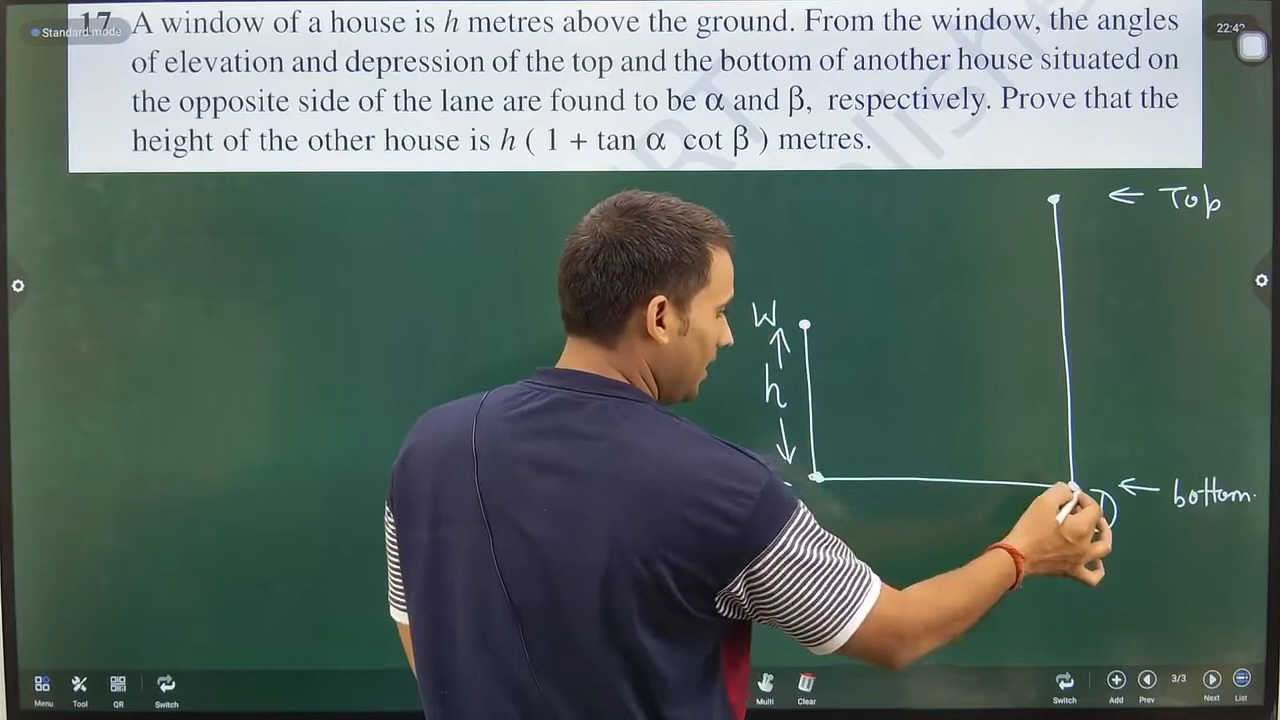 17 A window of a house is h metres above the ground. From the window, the angles
of elevation and depression of the top and the bottom of another house situated on
the opposite side of the lane are found to be α and β, respectively. Prove that the
height of the other house is h ( 1 + tan α cot β ) metres.
Standard mode
22:42
← Top
W
h
← bottom.
D
Menu Tool QR Switch Multi Clear Switch Add Prev 3/3 Next List